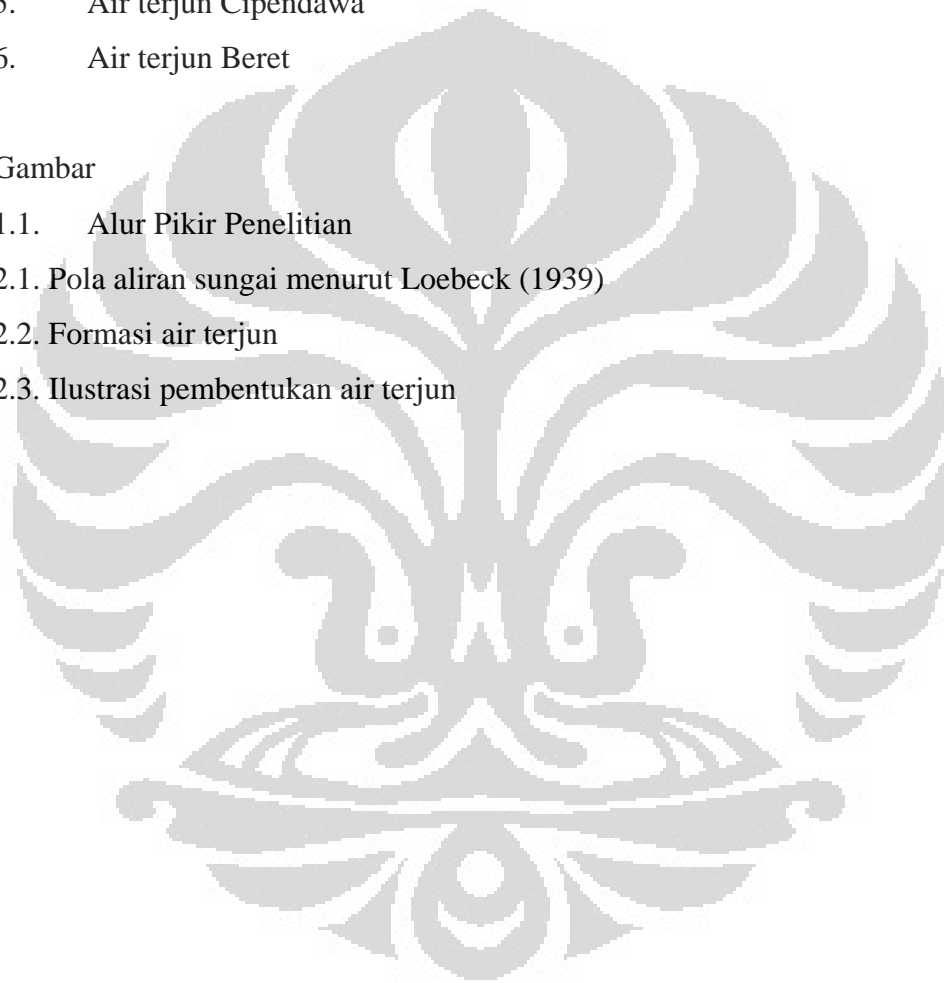 5. Air terjun Cipendawa
6. Air terjun Beret
Gambar
1.1. Alur Pikir Penelitian
2.1. Pola aliran sungai menurut Loebeck (1939)
2.2. Formasi air terjun
2.3. Ilustrasi pembentukan air terjun